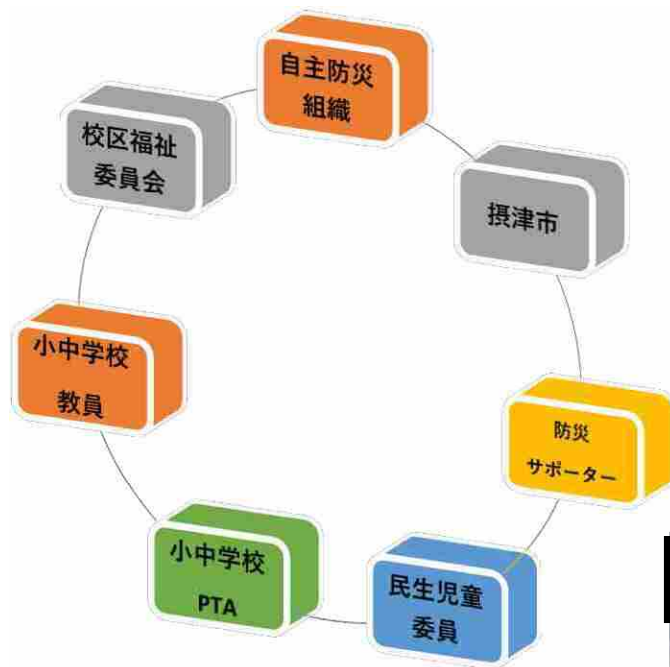 自主防災
組織
摂津市
防災
サポーター
民生児童
委員
小中学校
PTA
小中学校
教員
校区福祉
委員会